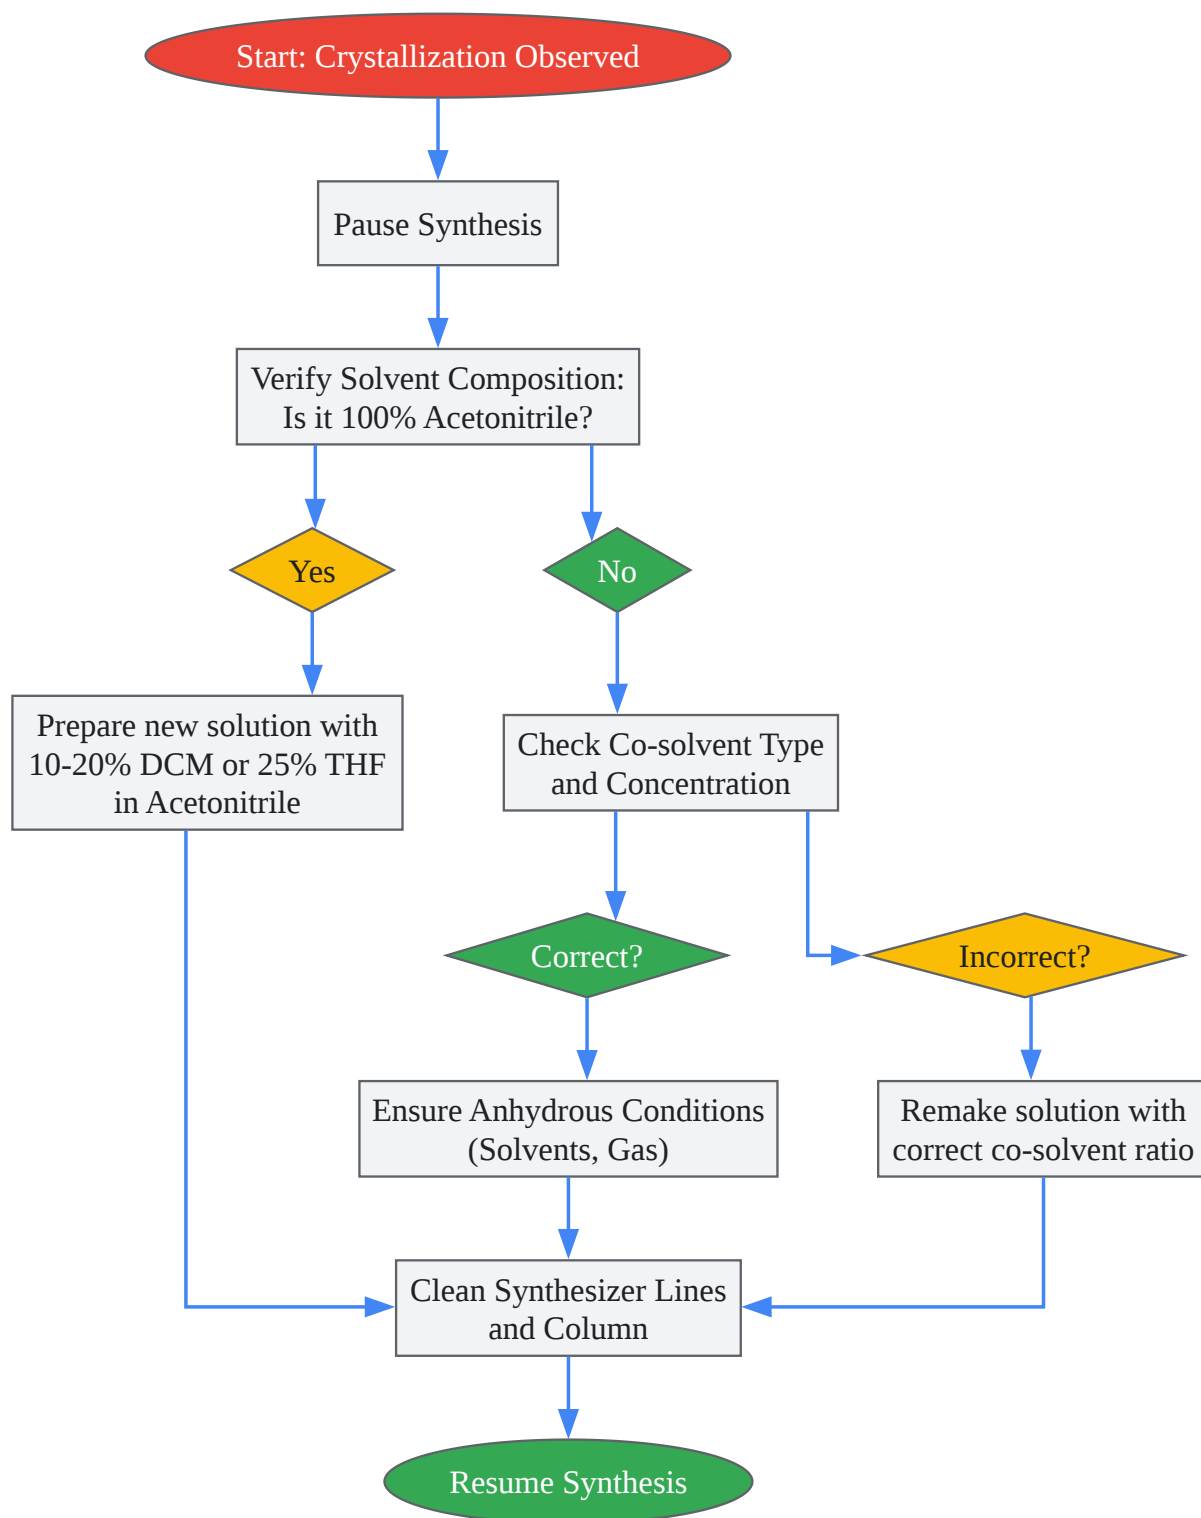 Start: Crystallization Observed
Pause Synthesis
Verify Solvent Composition:
Is it 100% Acetonitrile?
Yes
No
Prepare new solution with
10-20% DCM or 25% THF
in Acetonitrile
Check Co-solvent Type
and Concentration
Correct?
Incorrect?
Ensure Anhydrous Conditions
(Solvents, Gas)
Remake solution with
correct co-solvent ratio
Clean Synthesizer Lines
and Column
Resume Synthesis